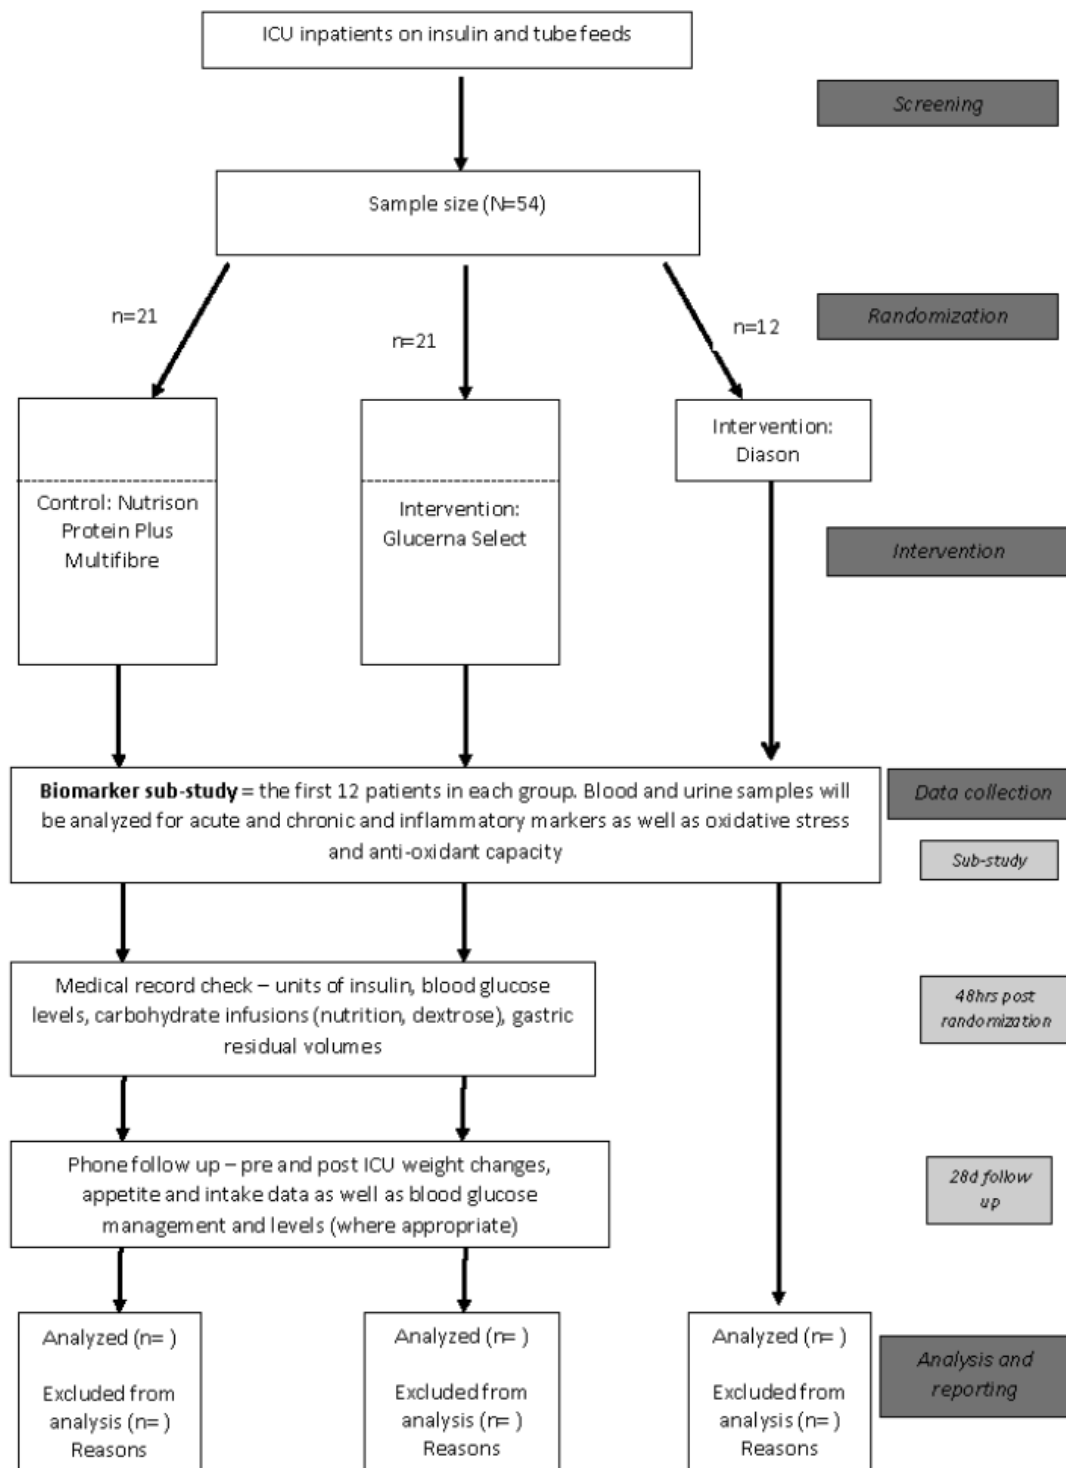 ICU inpatients on insulin and tube feeds
Screening
Sample size (N=54)
n=21
n=21
n=12
Randomization
Control: Nutrison
Protein Plus
Multifibre
Intervention:
Glucerna Select
Intervention:
Diason
Intervention
Biomarker sub-study = the first 12 patients in each group. Blood and urine samples will
be analyzed for acute and chronic and inflammatory markers as well as oxidative stress
and anti-oxidant capacity
Data collection
Sub-study
Medical record check – units of insulin, blood glucose
levels, carbohydrate infusions (nutrition, dextrose), gastric
residual volumes
48hrs post
randomization
Phone follow up – pre and post ICU weight changes,
appetite and intake data as well as blood glucose
management and levels (where appropriate)
28d follow
up
Analyzed (n= )
Excluded from
analysis (n= )
Reasons
Analyzed (n= )
Excluded from
analysis (n= )
Reasons
Analyzed (n= )
Excluded from
analysis (n= )
Reasons
Analysis and
reporting